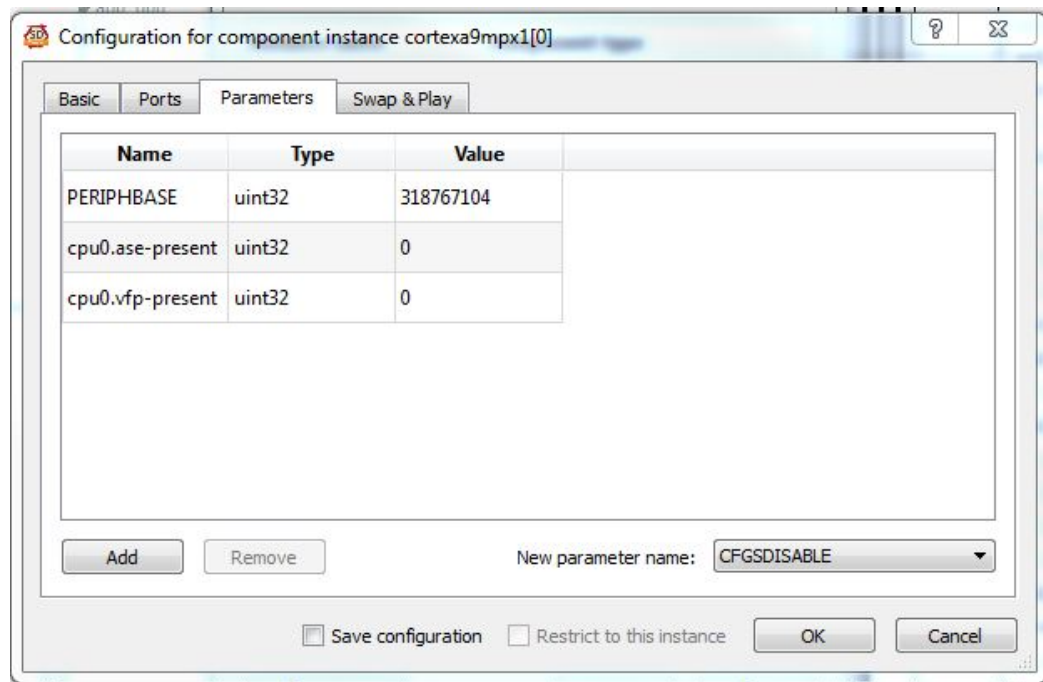 SD Configuration for component instance cortexa9mpx1[0] ?
Basic Ports Parameters Swap & Play
Name Type Value
PERIPHBASE uint32 318767104
cpu0.ase-present uint32 0
cpu0.vfp-present uint32 0
Add Remove New parameter name: CFGSDISABLE
Save configuration Restrict to this instance OK Cancel